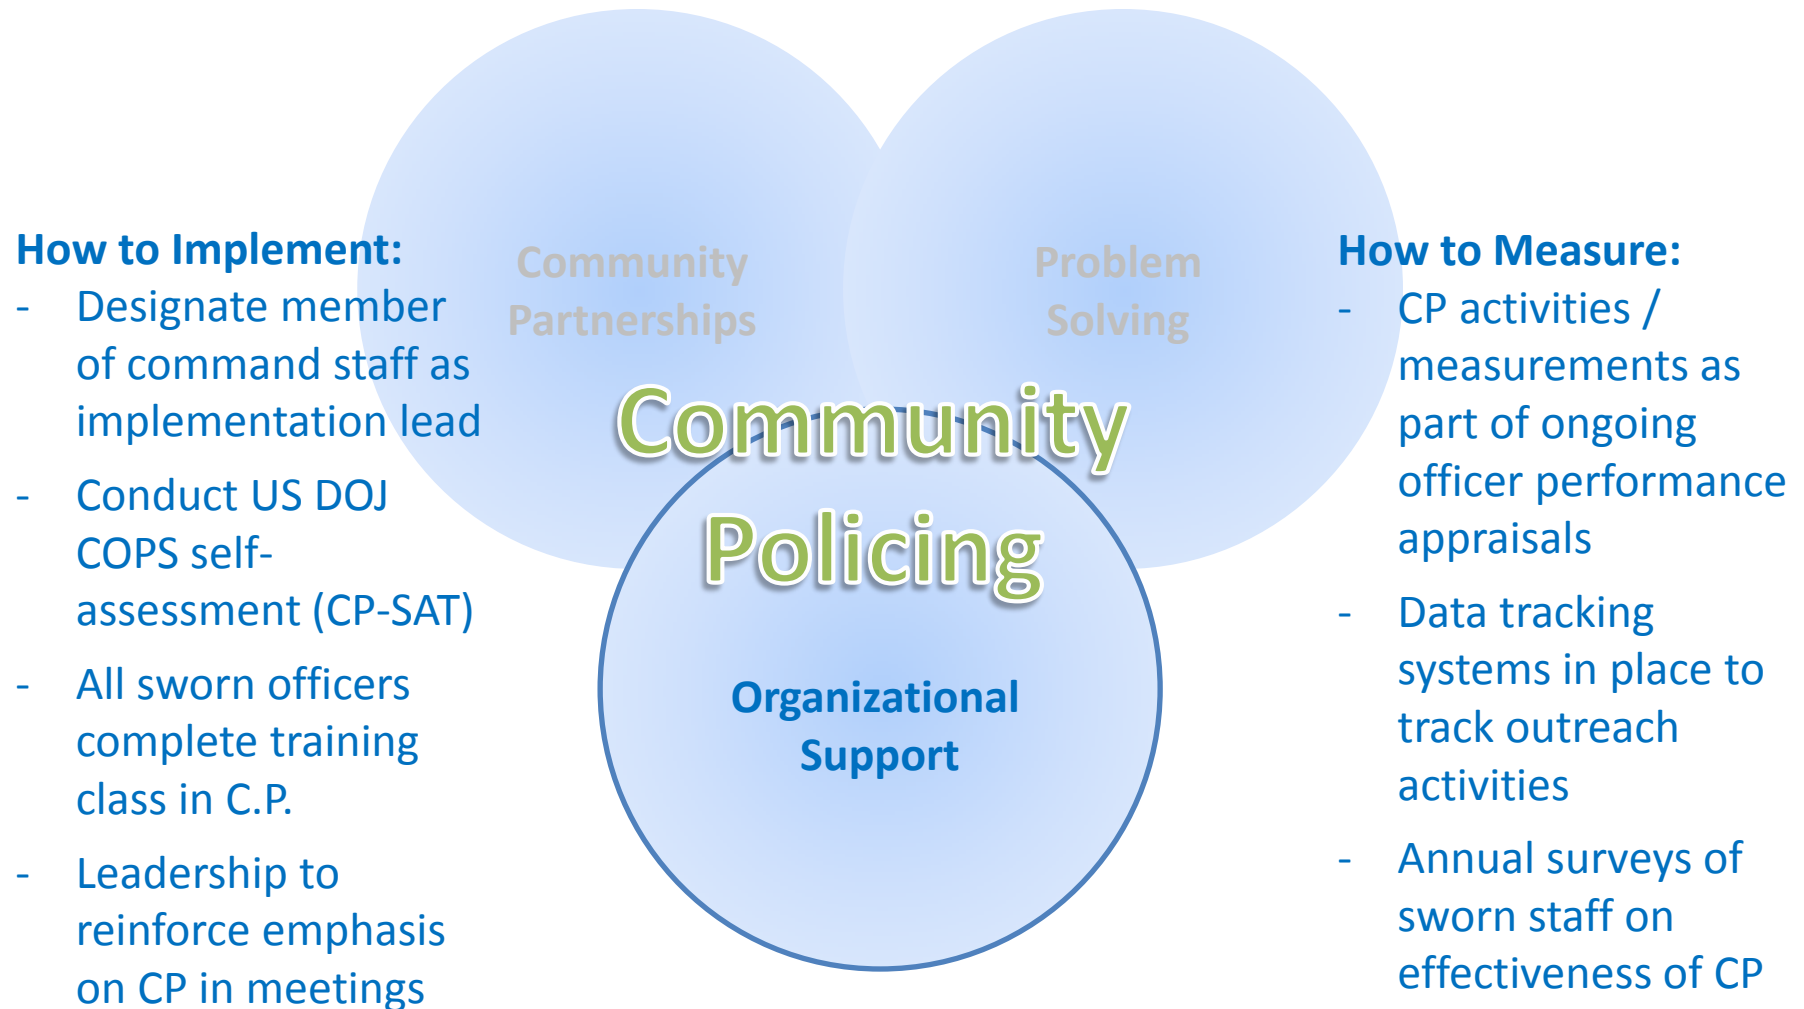 How to Implement:
- Designate member
of command staff as
implementation lead
- Conduct US DOJ
COPS self-
assessment (CP-SAT)
- All sworn officers
complete training
class in C.P.
- Leadership to
reinforce emphasis
on CP in meetings
Community
Partnerships
Problem
Solving
Community
Policing
Organizational
Support
How to Measure:
- CP activities /
measurements as
part of ongoing
officer performance
appraisals
- Data tracking
systems in place to
track outreach
activities
- Annual surveys of
sworn staff on
effectiveness of CP